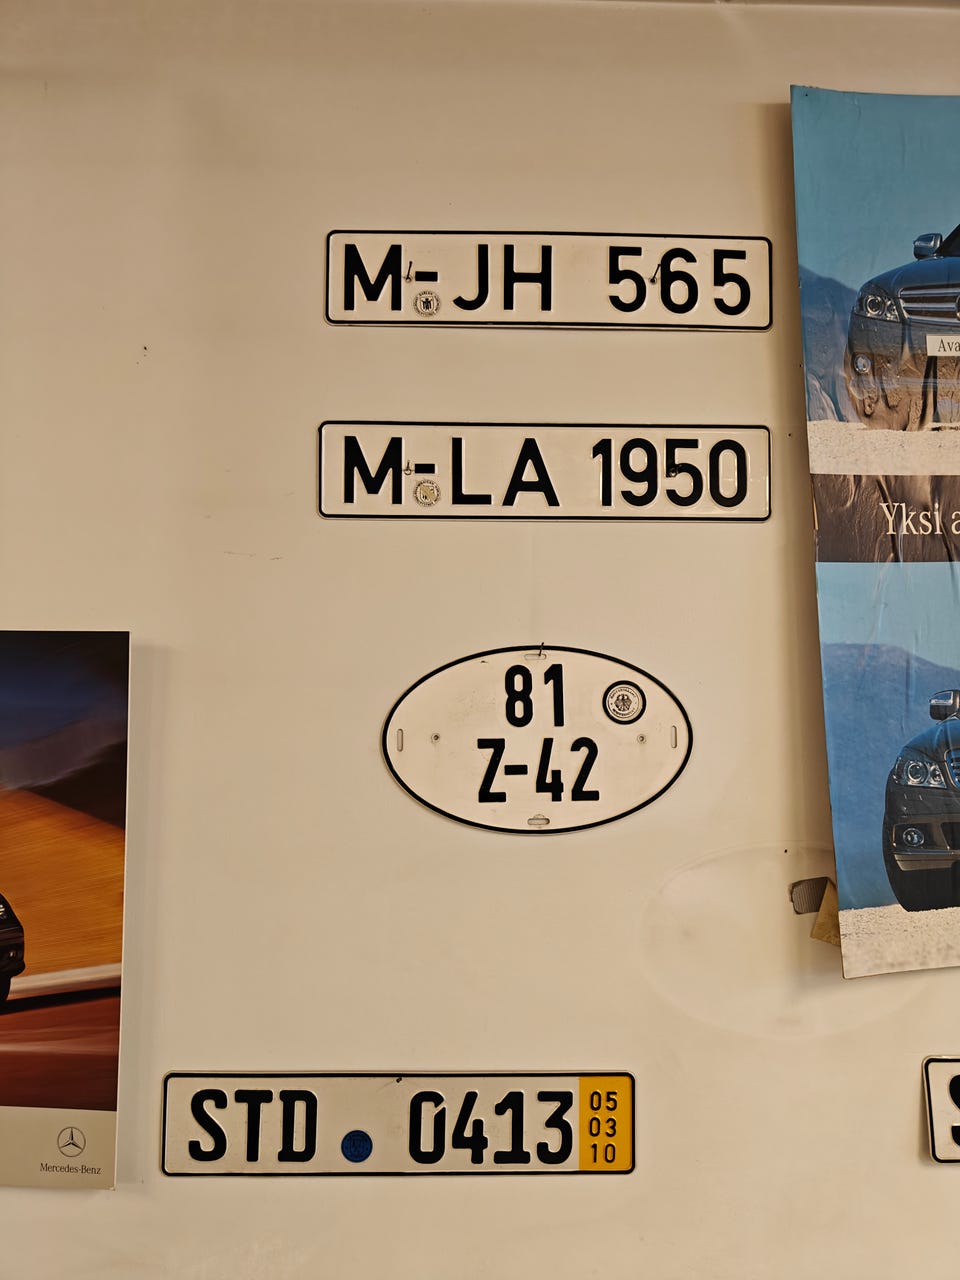 M-JH 565
Ava
M-LA 1950
Yksi a
81
Z-42
STD 0413
05
03
10
Mercedes-Benz